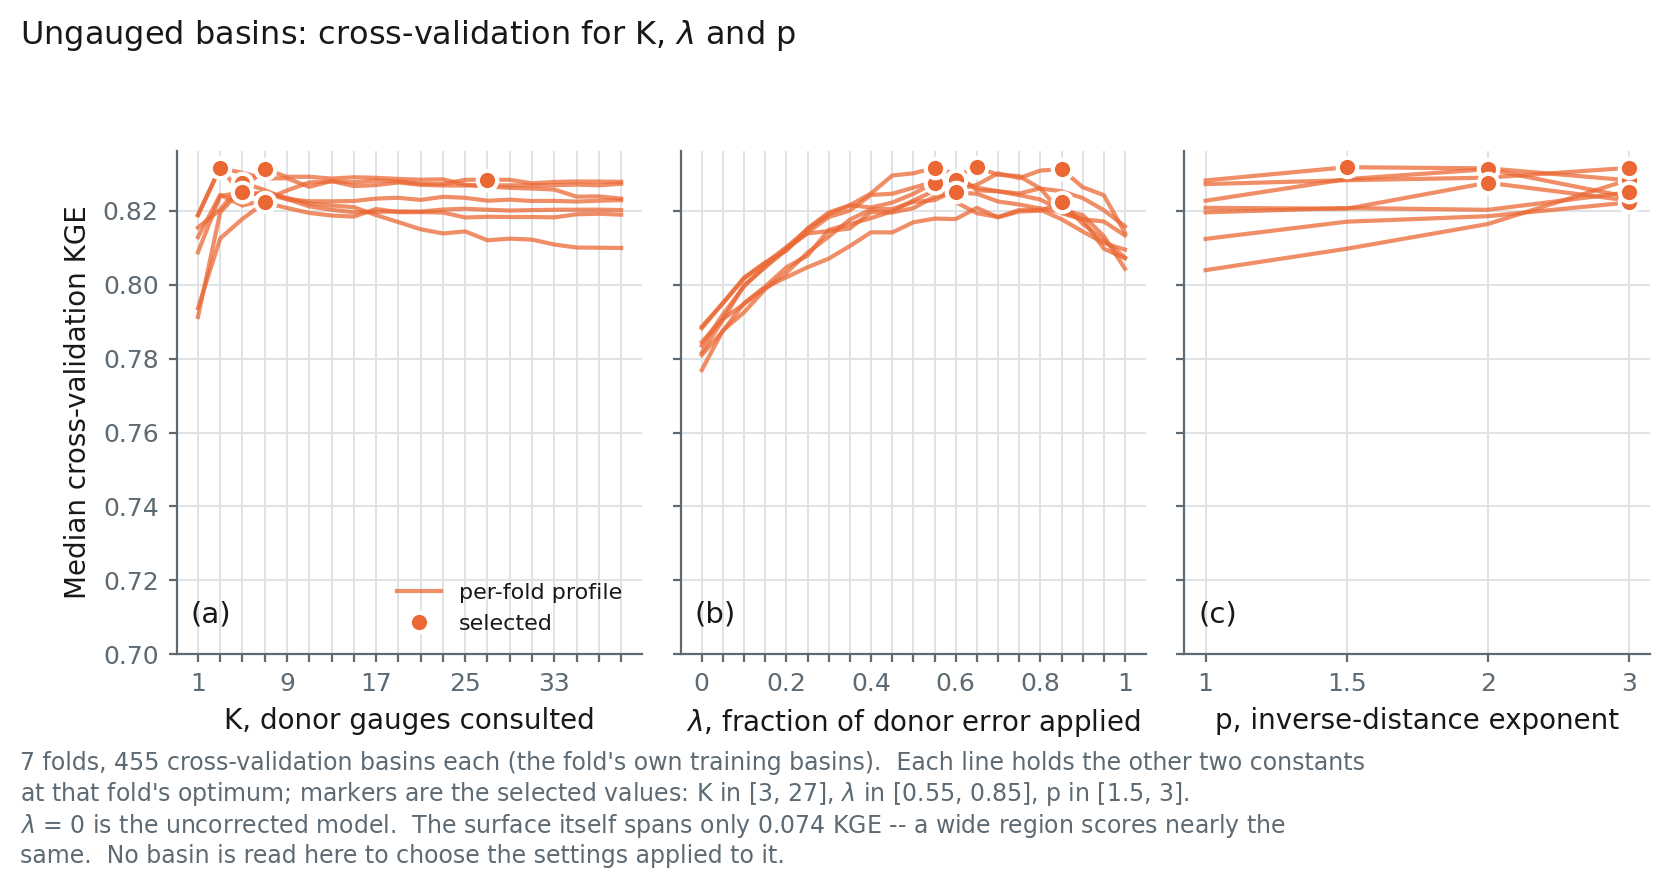 Ungauged basins: cross-validation for K, λ and p
Median cross-validation KGE
0.82
0.80
0.78
0.76
0.74
0.72
0.70
(a)
per-fold profile
selected
1 9 17 25 33
K, donor gauges consulted
(b)
0 0.2 0.4 0.6 0.8 1
λ, fraction of donor error applied
(c)
1 1.5 2 3
p, inverse-distance exponent
7 folds, 455 cross-validation basins each (the fold's own training basins).  Each line holds the other two constants
at that fold's optimum; markers are the selected values: K in [3, 27], λ in [0.55, 0.85], p in [1.5, 3].
λ = 0 is the uncorrected model.  The surface itself spans only 0.074 KGE -- a wide region scores nearly the
same.  No basin is read here to choose the settings applied to it.